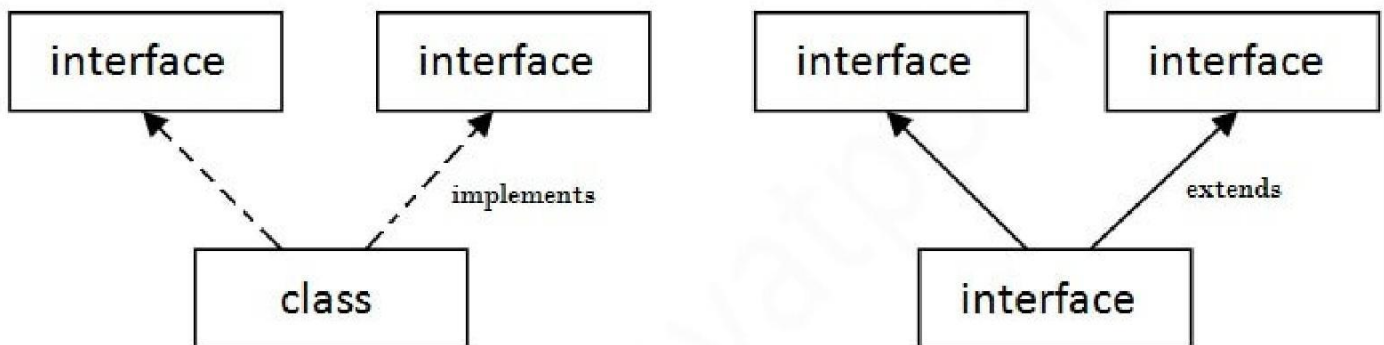 interface
interface
interface
interface
implements
extends
class
interface